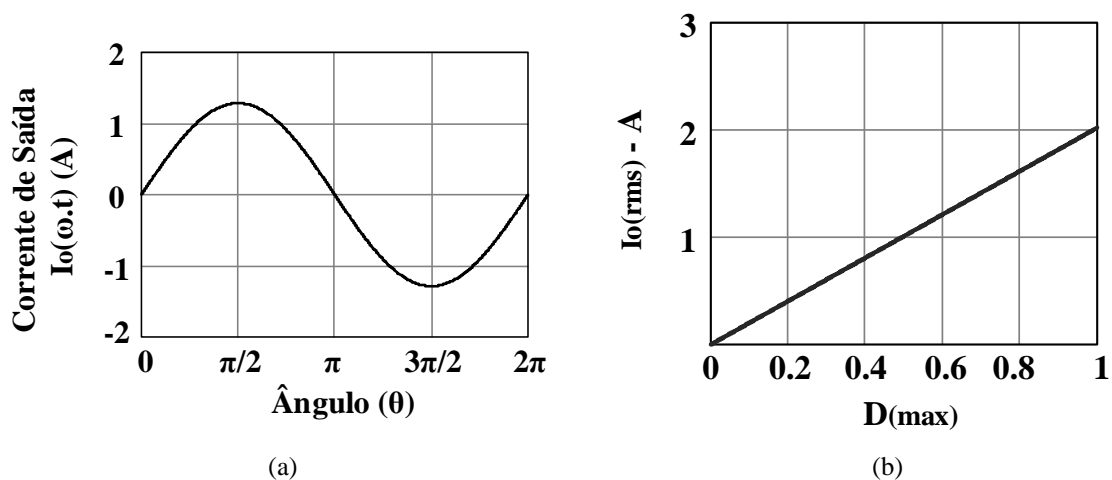 Corrente de Saída
Io(ω.t) (A)
2
1
0
-1
-2
0 π/2 π 3π/2 2π
Ângulo (θ)
(a)
Io(rms) - A
3
2
1
0 0.2 0.4 0.6 0.8 1
D(max)
(b)